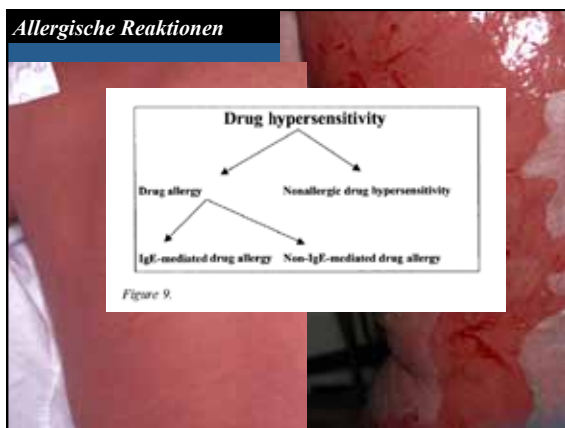 Allergische Reaktionen
Drug hypersensitivity
Drug allergy Nonallergic drug hypersensitivity
IgE-mediated drug allergy Non-IgE-mediated drug allergy
Figure 9.